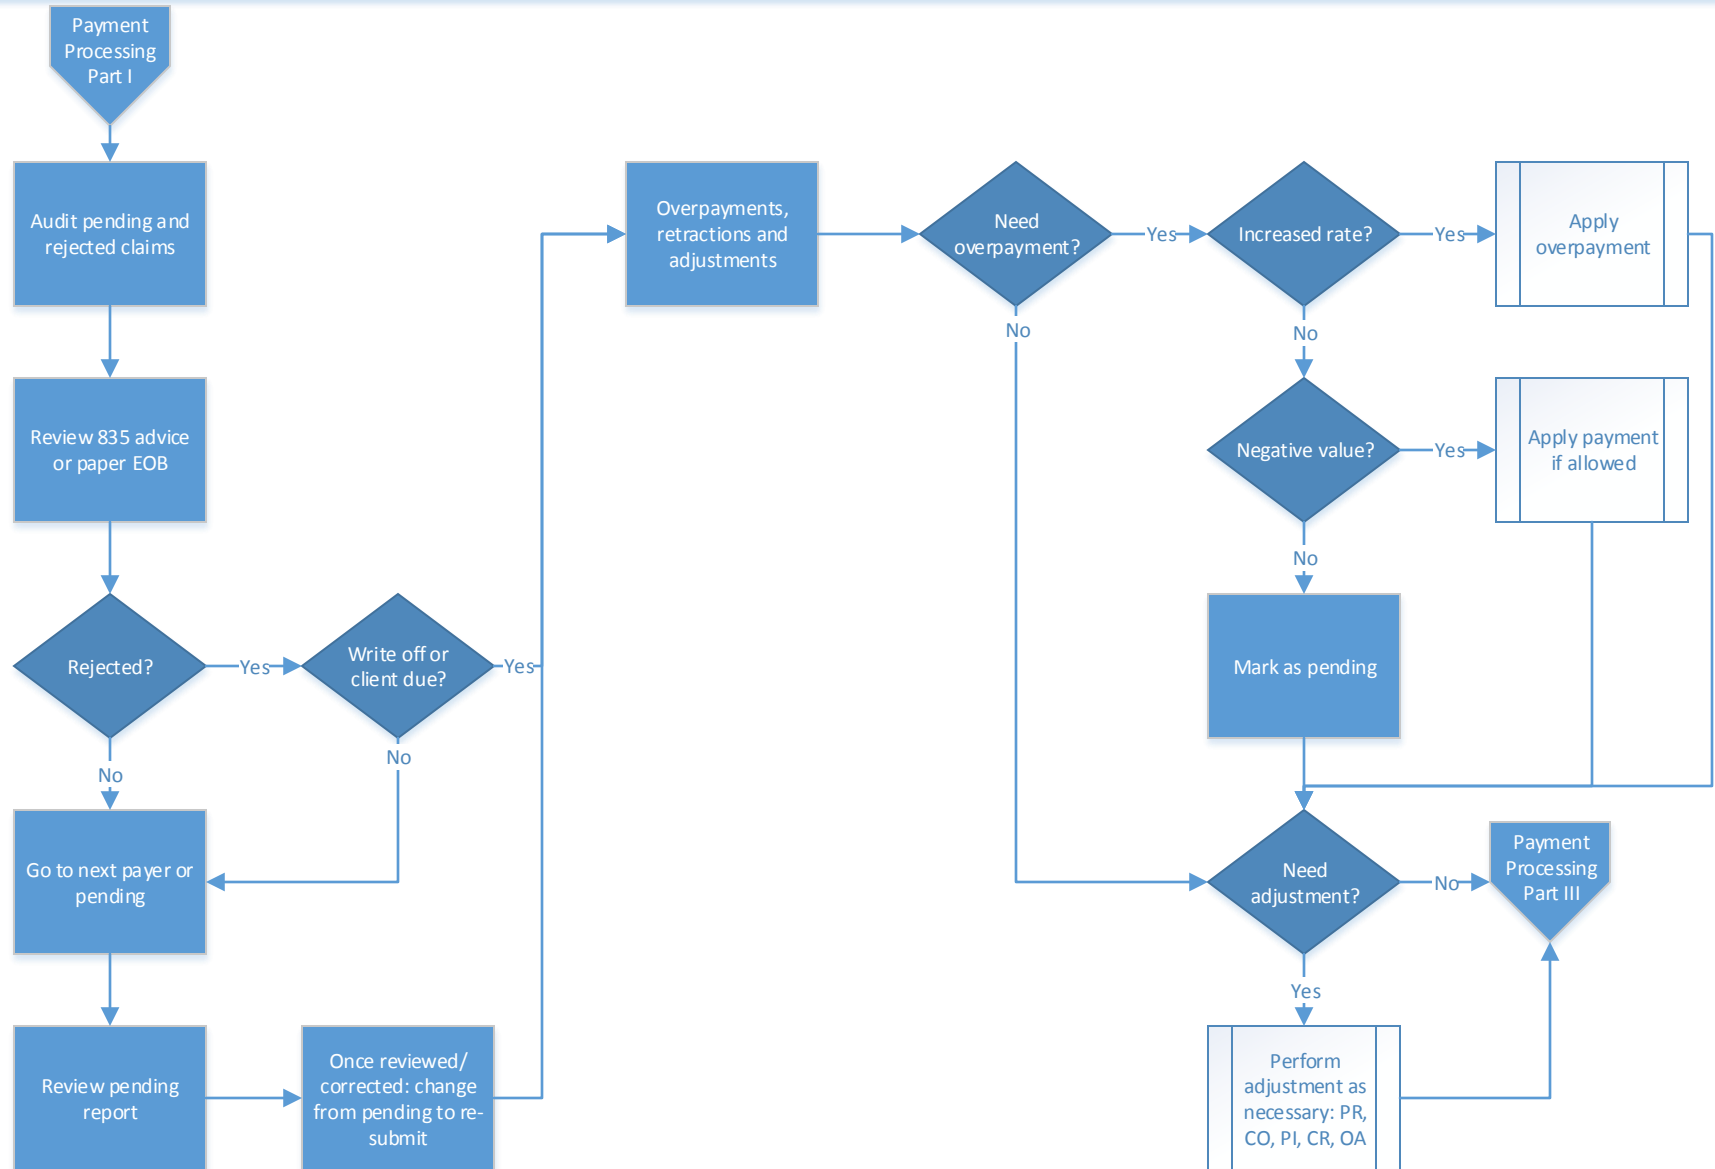 Payment
Processing
Part I
Audit pending and
rejected claims
Review 835 advice
or paper EOB
Rejected?
Yes
Write off or
client due?
Yes
No
No
Go to next payer or
pending
Review pending
report
Once reviewed/
corrected: change
from pending to re-
submit
Overpayments,
retractions and
adjustments
Need
overpayment?
Yes
No
Increased rate?
Yes
No
Apply
overpayment
Negative value?
Yes
No
Apply payment
if allowed
Mark as pending
Need
adjustment?
No
Yes
Payment
Processing
Part III
Perform
adjustment as
necessary: PR,
CO, PI, CR, OA